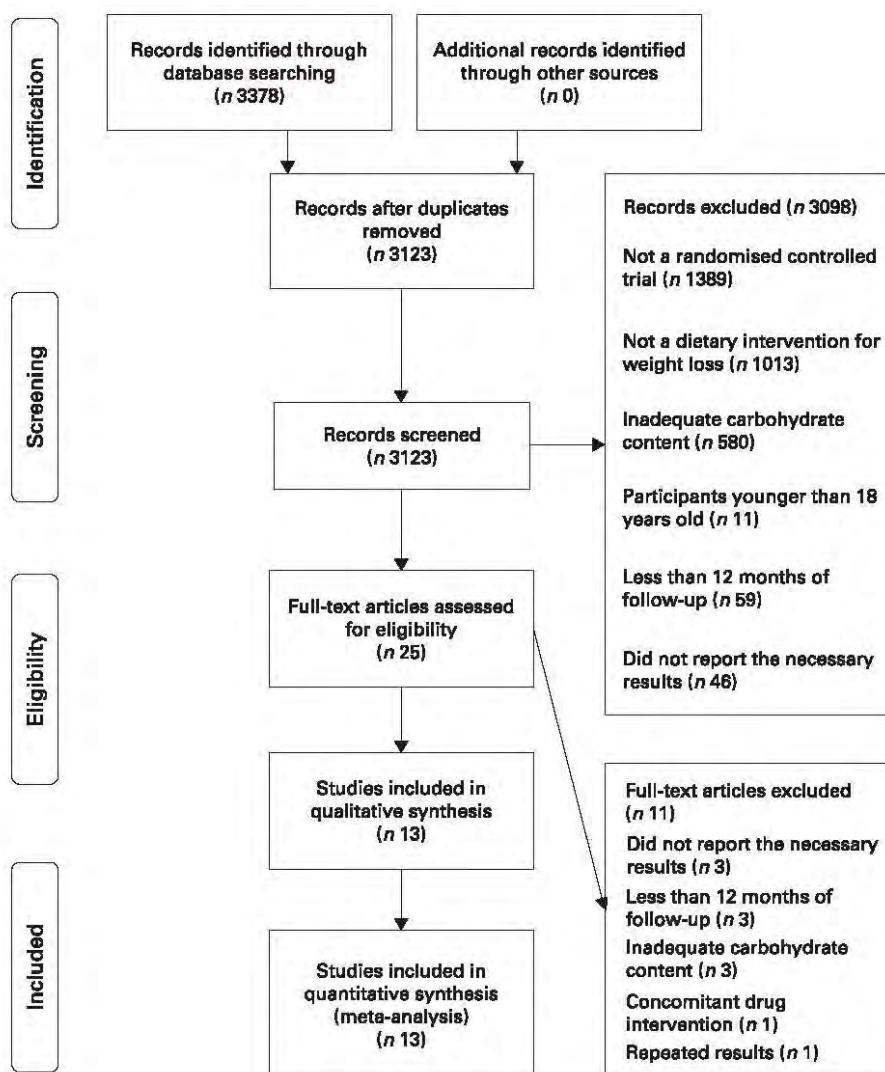 Identification
Records identified through
database searching
(n 3378)
Additional records identified
through other sources
(n 0)
Records after duplicates
removed
(n 3123)
Screening
Records screened
(n 3123)
Records excluded (n 3098)
Not a randomised controlled
trial (n 1389)
Not a dietary intervention for
weight loss (n 1013)
Inadequate carbohydrate
content (n 580)
Participants younger than 18
years old (n 11)
Less than 12 months of
follow-up (n 59)
Did not report the necessary
results (n 46)
Eligibility
Full-text articles assessed
for eligibility
(n 25)
Studies included in
qualitative synthesis
(n 13)
Full-text articles excluded
(n 11)
Did not report the necessary
results (n 3)
Less than 12 months of
follow-up (n 3)
Inadequate carbohydrate
content (n 3)
Concomitant drug
intervention (n 1)
Repeated results (n 1)
Included
Studies included in
quantitative synthesis
(meta-analysis)
(n 13)